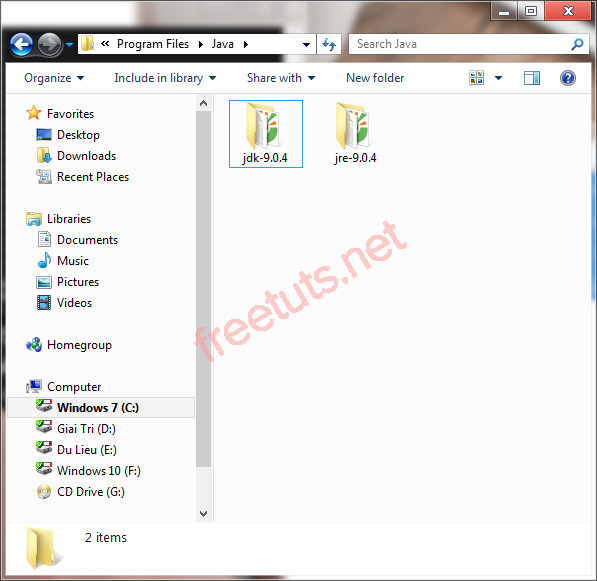 « Program Files Java
Search Java
Organize Include in library Share with New folder
Favorites
Desktop
Downloads
Recent Places
Libraries
Documents
Music
Pictures
Videos
Homegroup
Computer
Windows 7 (C:)
Giai Tri (D:)
Du Lieu (E:)
Windows 10 (F:)
CD Drive (G:)
jdk-9.0.4 jre-9.0.4
freetuts.net
2 items